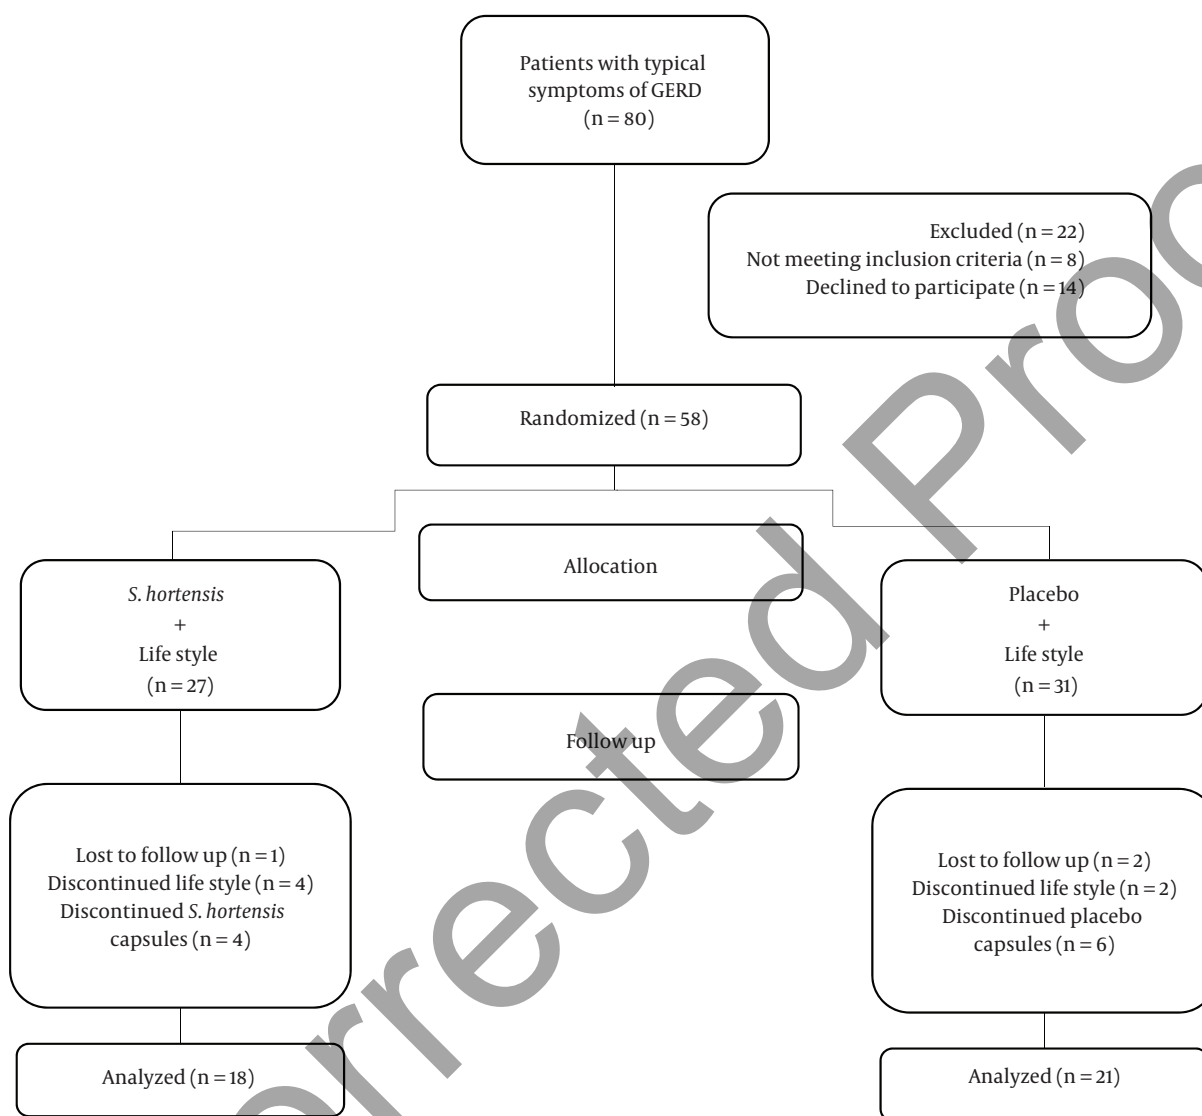 Patients with typical
symptoms of GERD
(n = 80)
Excluded (n = 22)
Not meeting inclusion criteria (n = 8)
Declined to participate (n = 14)
Randomized (n = 58)
Allocation
S. hortensis
+
Life style
(n = 27)
Placebo
+
Life style
(n = 31)
Follow up
Lost to follow up (n = 1)
Discontinued life style (n = 4)
Discontinued S. hortensis
capsules (n = 4)
Lost to follow up (n = 2)
Discontinued life style (n = 2)
Discontinued placebo
capsules (n = 6)
Analyzed (n = 18)
Analyzed (n = 21)
orrected Proo